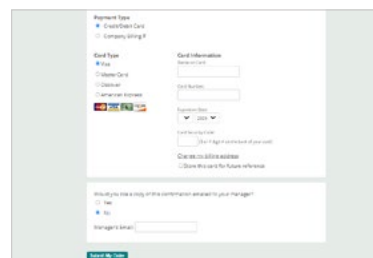 Payment Type
Credit/Debit Card
Company Billing #
Card Type
Visa
Master Card
Discover
American Express
Card Information
Name on Card
Card Number
Expiration Date
Card Security Code
Change my billing address
Store this card for future reference
Would you like a copy of this confirmation emailed to your manager?
Yes
No
Manager's Email
Submit My Order